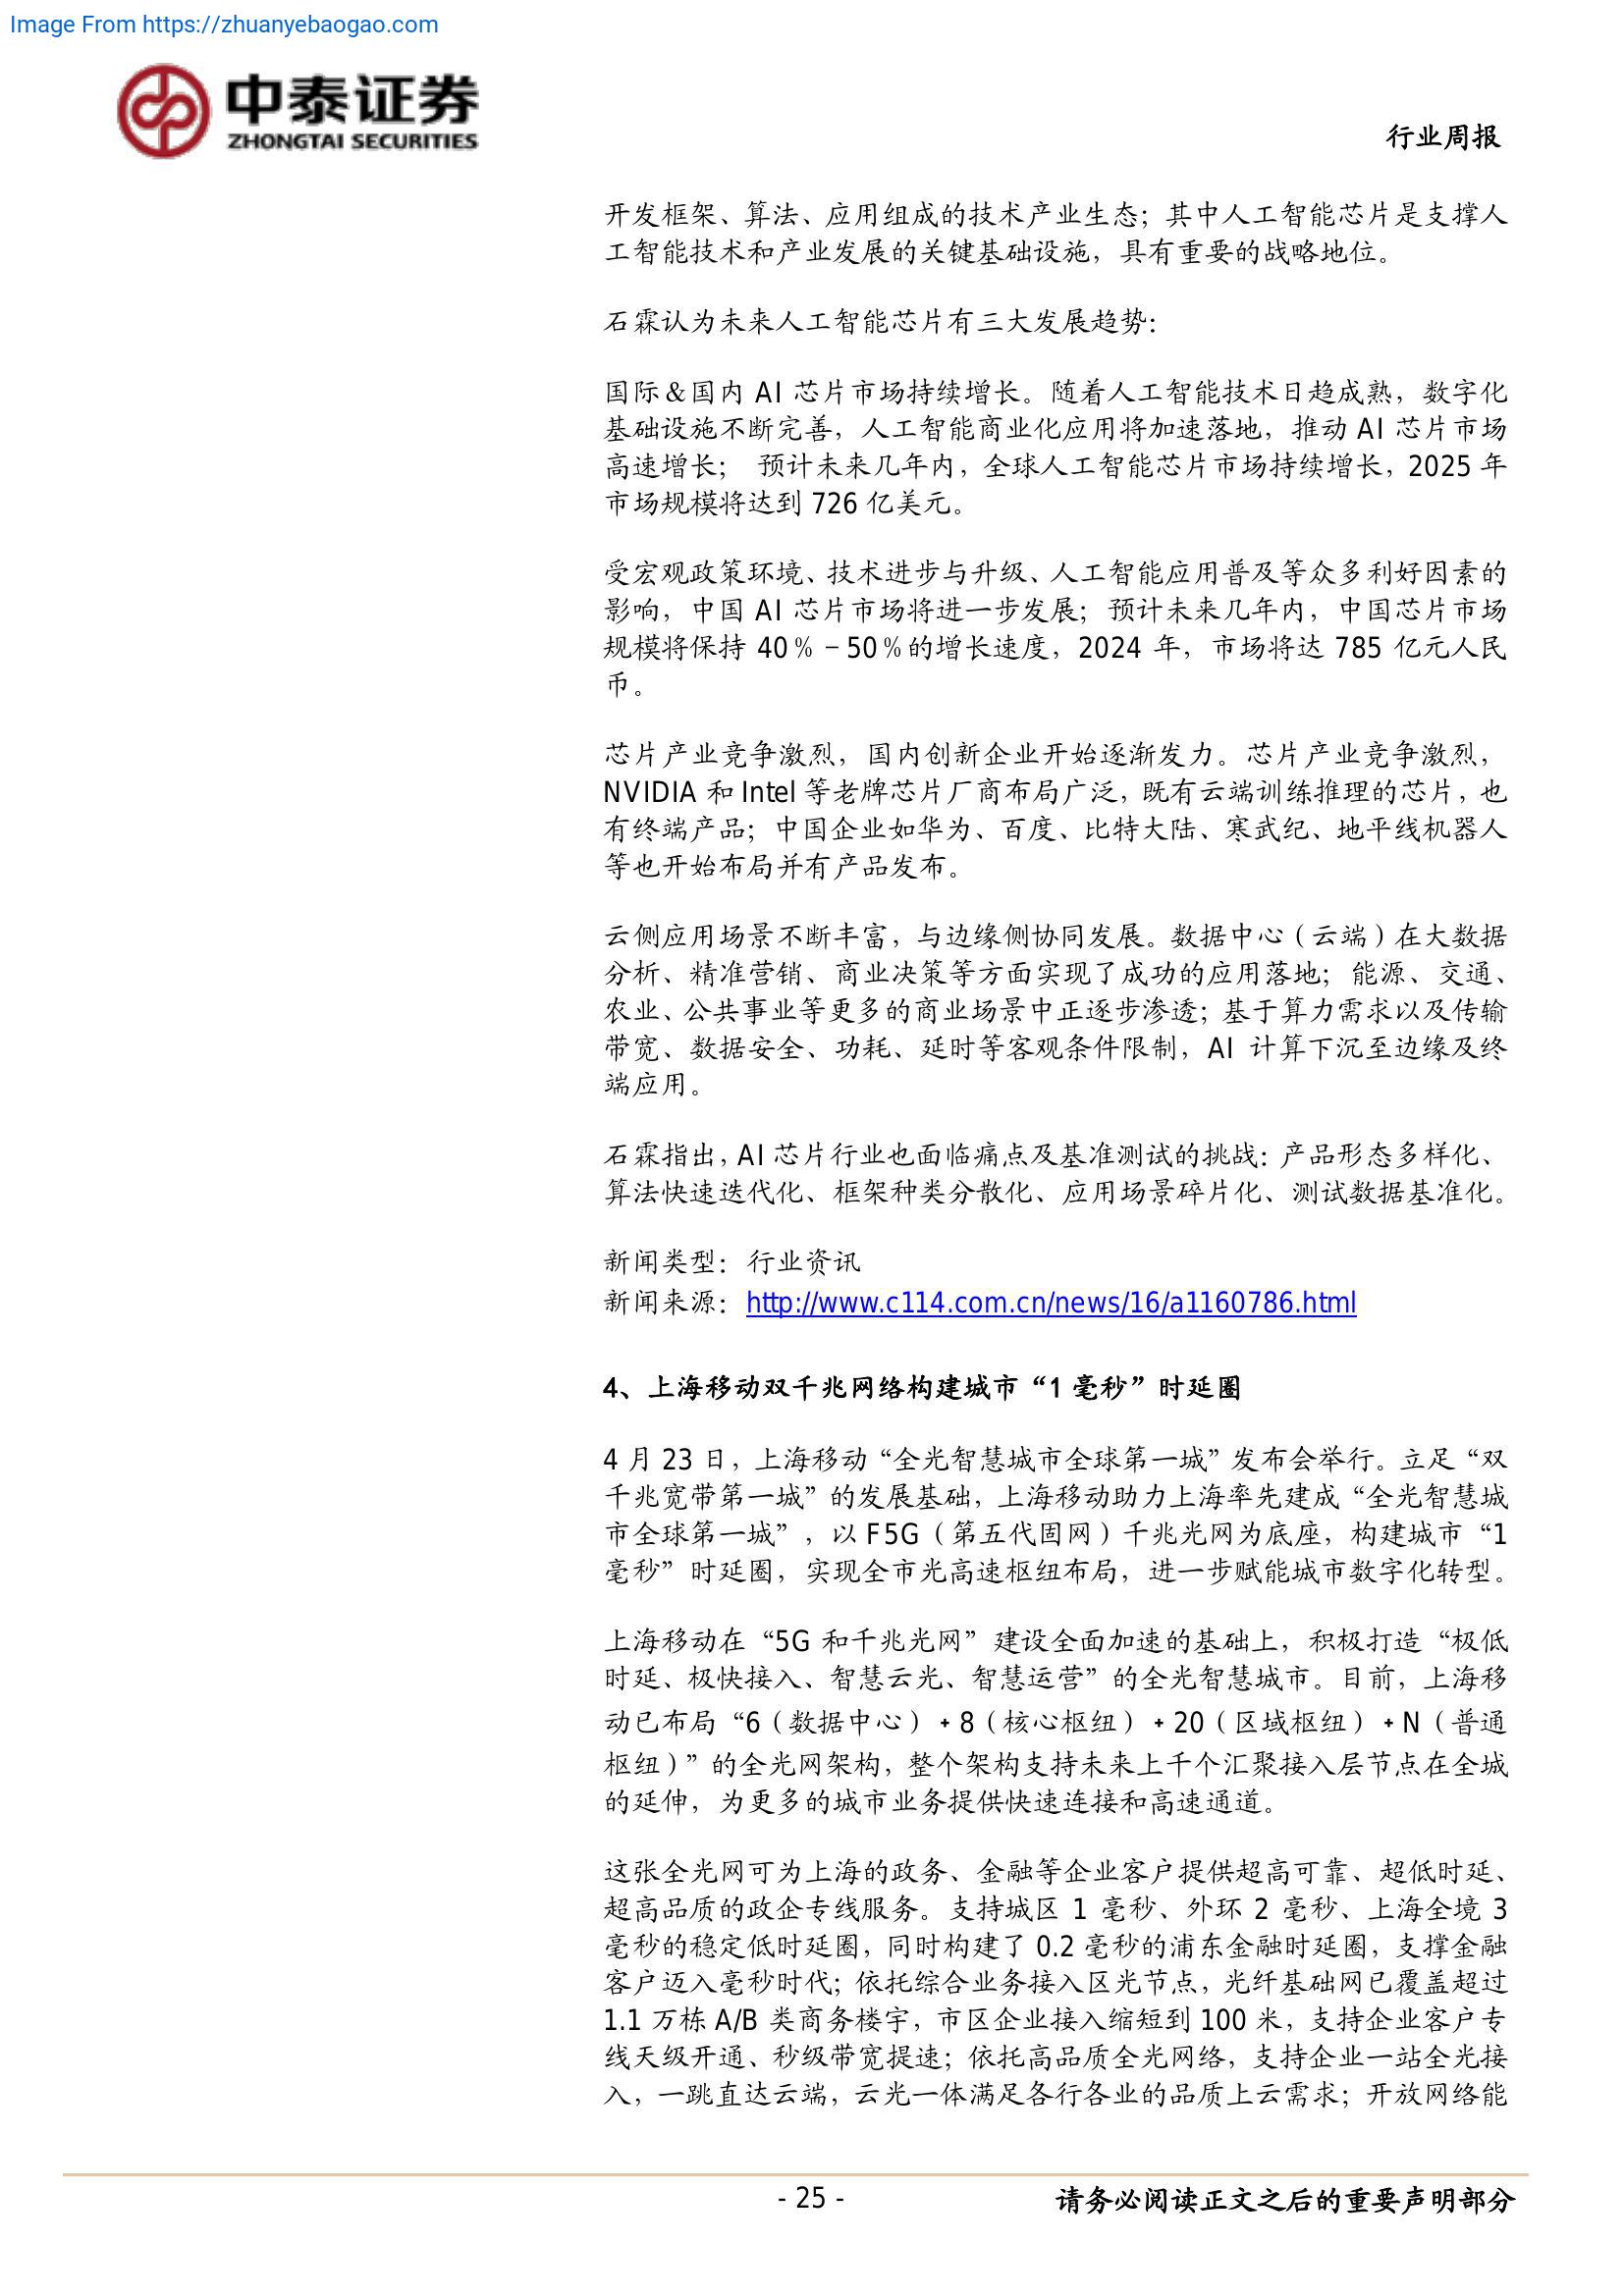 Image From https://zhuanyebaogao.com
中泰证券
ZHONGTAI SECURITIES
行业周报
开发框架、算法、应用组成的技术产业生态；其中人工智能芯片是支撑人
工智能技术和产业发展的关键基础设施，具有重要的战略地位。
石霖认为未来人工智能芯片有三大发展趋势：
国际＆国内 AI 芯片市场持续增长。随着人工智能技术日趋成熟，数字化
基础设施不断完善，人工智能商业化应用将加速落地，推动 AI 芯片市场
高速增长； 预计未来几年内，全球人工智能芯片市场持续增长，2025 年
市场规模将达到 726 亿美元。
受宏观政策环境、技术进步与升级、人工智能应用普及等众多利好因素的
影响，中国 AI 芯片市场将进一步发展；预计未来几年内，中国芯片市场
规模将保持 40％－50％的增长速度，2024 年，市场将达 785 亿元人民
币。
芯片产业竞争激烈，国内创新企业开始逐渐发力。芯片产业竞争激烈，
NVIDIA 和 Intel 等老牌芯片厂商布局广泛，既有云端训练推理的芯片，也
有终端产品；中国企业如华为、百度、比特大陆、寒武纪、地平线机器人
等也开始布局并有产品发布。
云侧应用场景不断丰富，与边缘侧协同发展。数据中心（云端）在大数据
分析、精准营销、商业决策等方面实现了成功的应用落地；能源、交通、
农业、公共事业等更多的商业场景中正逐步渗透；基于算力需求以及传输
带宽、数据安全、功耗、延时等客观条件限制，AI 计算下沉至边缘及终
端应用。
石霖指出，AI 芯片行业也面临痛点及基准测试的挑战：产品形态多样化、
算法快速迭代化、框架种类分散化、应用场景碎片化、测试数据基准化。
新闻类型：行业资讯
新闻来源：http://www.c114.com.cn/news/16/a1160786.html
4、上海移动双千兆网络构建城市“1 毫秒”时延圈
4 月 23 日，上海移动“全光智慧城市全球第一城”发布会举行。立足“双
千兆宽带第一城”的发展基础，上海移动助力上海率先建成“全光智慧城
市全球第一城”，以 F5G（第五代固网）千兆光网为底座，构建城市“1
毫秒”时延圈，实现全市光高速枢纽布局，进一步赋能城市数字化转型。
上海移动在“5G 和千兆光网”建设全面加速的基础上，积极打造“极低
时延、极快接入、智慧云光、智慧运营”的全光智慧城市。目前，上海移
动已布局“6（数据中心）＋8（核心枢纽）＋20（区域枢纽）＋N（普通
枢纽）”的全光网架构，整个架构支持未来上千个汇聚接入层节点在全城
的延伸，为更多的城市业务提供快速连接和高速通道。
这张全光网可为上海的政务、金融等企业客户提供超高可靠、超低时延、
超高品质的政企专线服务。支持城区 1 毫秒、外环 2 毫秒、上海全境 3
毫秒的稳定低时延圈，同时构建了 0.2 毫秒的浦东金融时延圈，支撑金融
客户迈入毫秒时代；依托综合业务接入区光节点，光纤基础网已覆盖超过
1.1 万栋 A/B 类商务楼宇，市区企业接入缩短到 100 米，支持企业客户专
线天级开通、秒级带宽提速；依托高品质全光网络，支持企业一站全光接
入，一跳直达云端，云光一体满足各行各业的品质上云需求；开放网络能
- 25 -
请务必阅读正文之后的重要声明部分